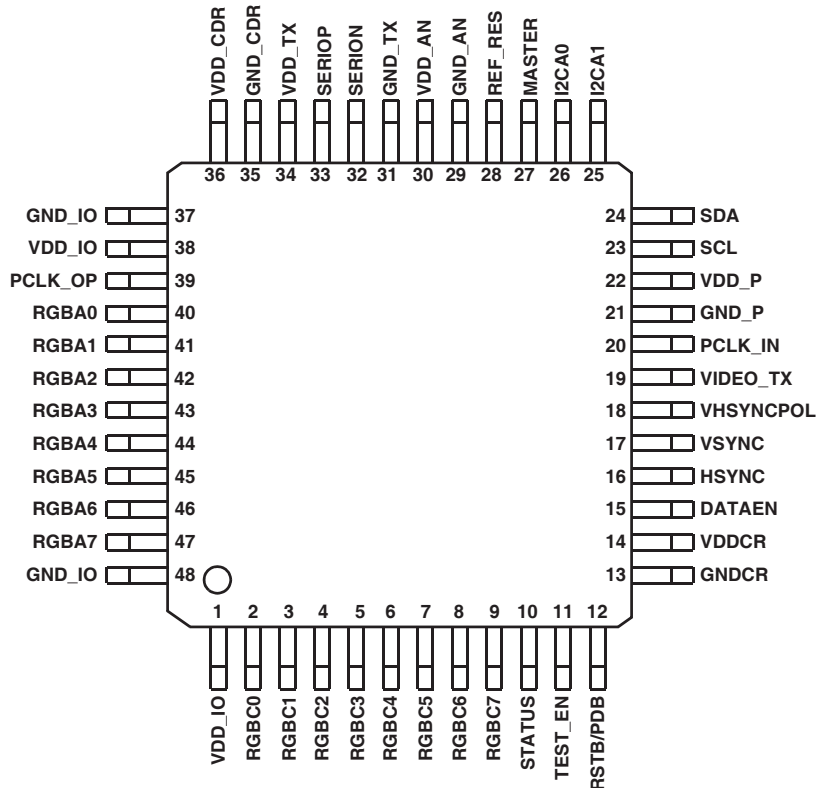 VDD_CDR
GND_CDR
VDD_TX
SERIOP
SERION
GND_TX
VDD_AN
GND_AN
REF_RES
MASTER
I2CA0
I2CA1
36 35 34 33 32 31 30 29 28 27 26 25
GND_IO 37 24 SDA
VDD_IO 38 23 SCL
PCLK_OP 39 22 VDD_P
RGBA0 40 21 GND_P
RGBA1 41 20 PCLK_IN
RGBA2 42 19 VIDEO_TX
RGBA3 43 18 VHSYNCPOL
RGBA4 44 17 VSYNC
RGBA5 45 16 HSYNC
RGBA6 46 15 DATAEN
RGBA7 47 14 VDDCR
GND_IO 48 13 GNDCR
1 2 3 4 5 6 7 8 9 10 11 12
VDD_IO
RGBC0
RGBC1
RGBC2
RGBC3
RGBC4
RGBC5
RGBC6
RGBC7
STATUS
TEST_EN
RSTB/PDB